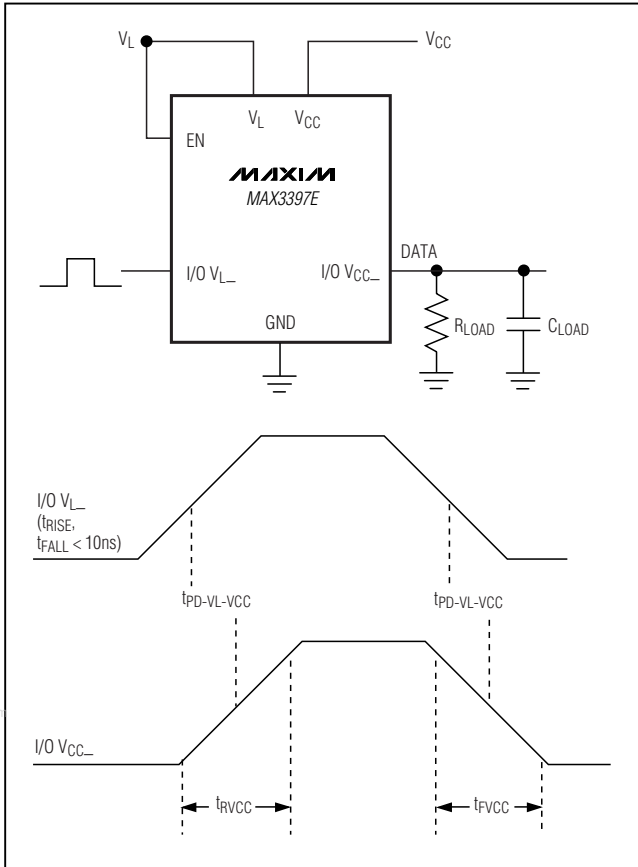 VL
VCC
VL VCC
EN
MAXIM
MAX3397E
DATA
I/O VL_ I/O VCC_
RLOAD CLOAD
GND
I/O VL_
(tRISE,
tFALL < 10ns)
tPD-VL-VCC tPD-VL-VCC
I/O VCC_
tRVCC tFVCC